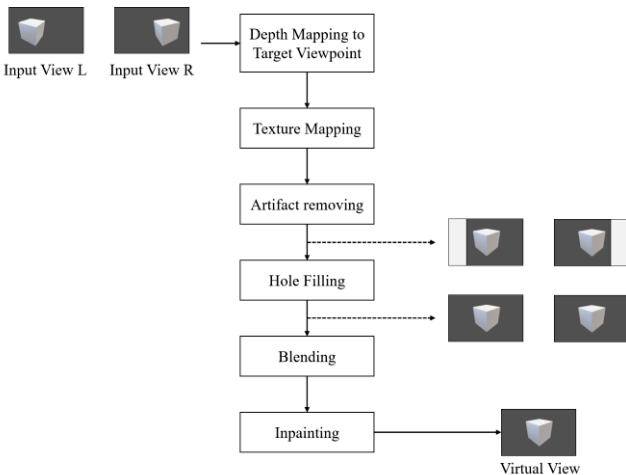 Input View L
Input View R
Depth Mapping to
Target Viewpoint
Texture Mapping
Artifact removing
Hole Filling
Blending
Inpainting
Virtual View